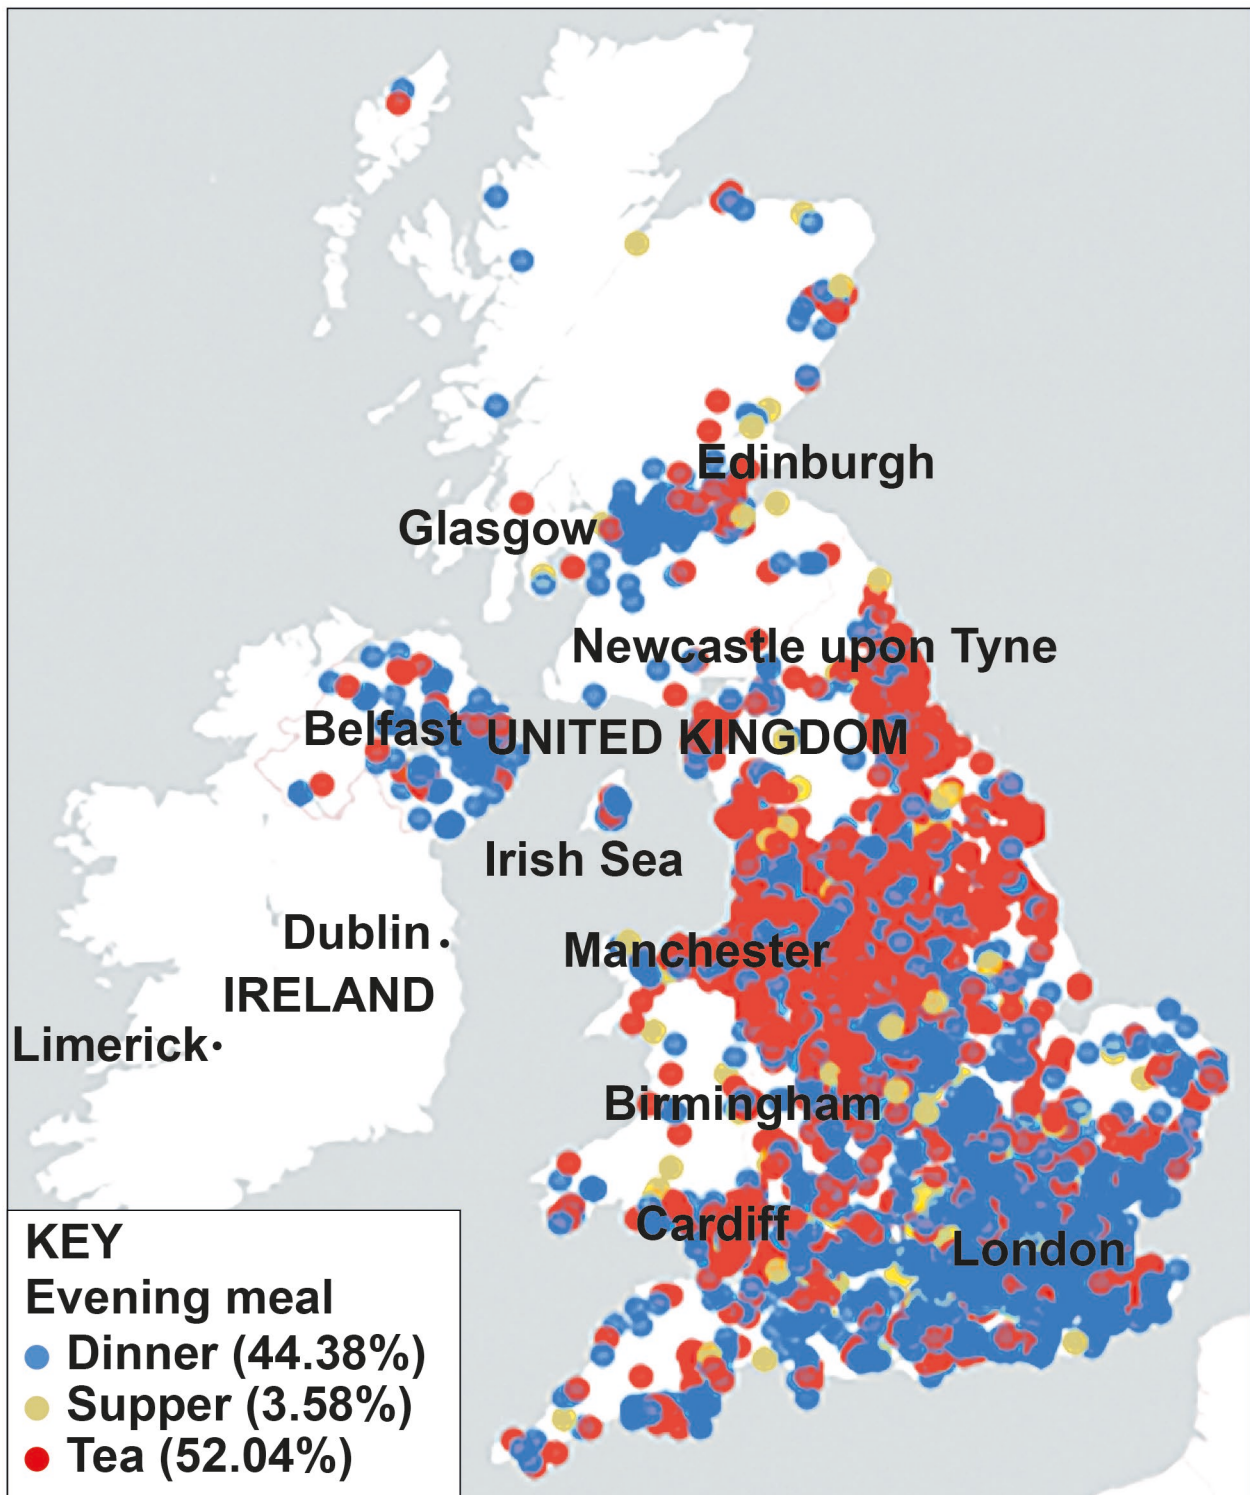 Edinburgh
Glasgow
Newcastle upon Tyne
Belfast
UNITED KINGDOM
Irish Sea
Dublin
Manchester
IRELAND
Limerick
Birmingham
Cardiff
London
KEY
Evening meal
Dinner (44.38%)
Supper (3.58%)
Tea (52.04%)